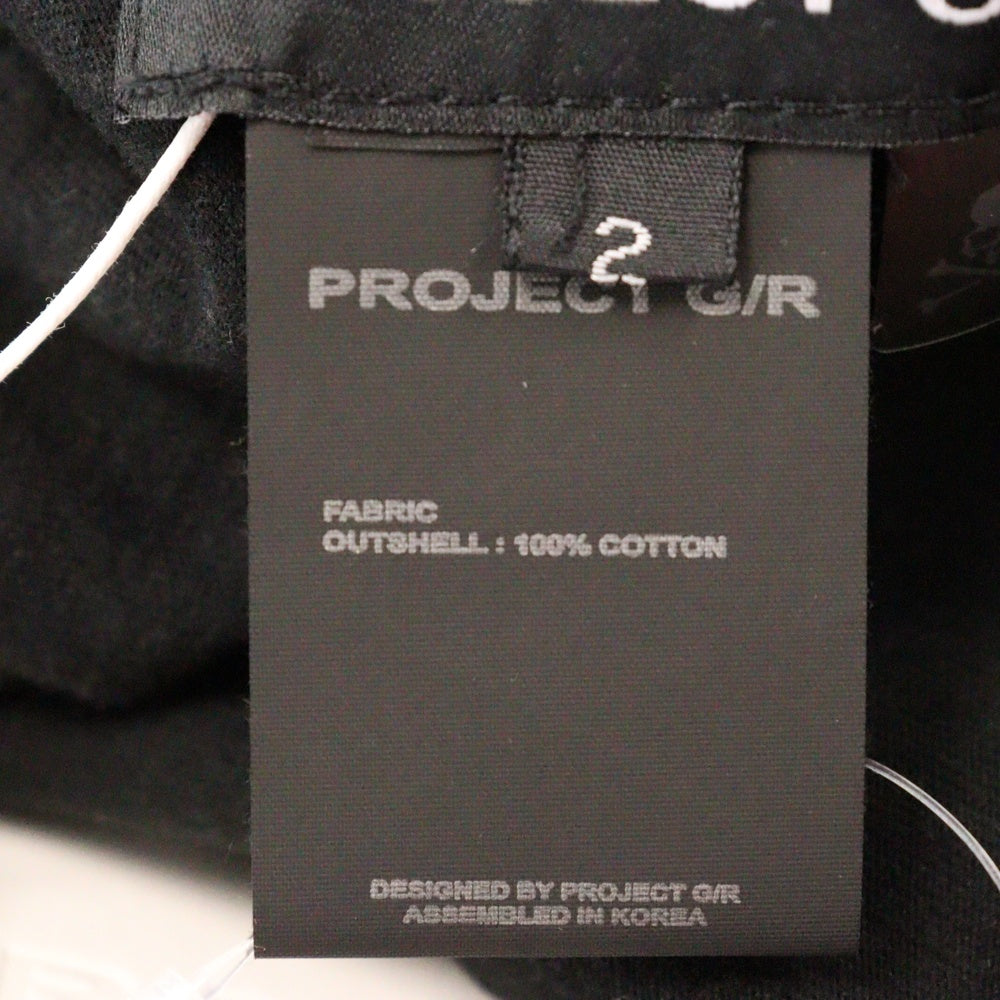 2
PROJECT G/R
FABRIC
OUTSHELL : 100% COTTON
DESIGNED BY PROJECT G/R
ASSEMBLED IN KOREA